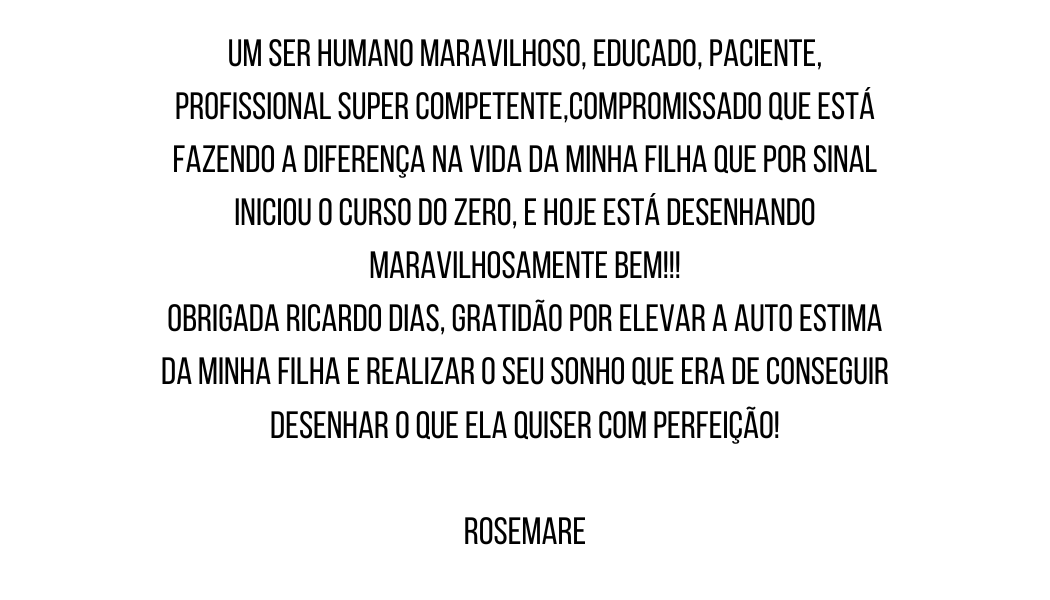 UM SER HUMANO MARAVILHOSO, EDUCADO, PACIENTE,
PROFISSIONAL SUPER COMPETENTE,COMPROMISSADO QUE ESTÁ
FAZENDO A DIFERENÇA NA VIDA DA MINHA FILHA QUE POR SINAL
INICIOU O CURSO DO ZERO, E HOJE ESTÁ DESENHANDO
MARAVILHOSAMENTE BEM!!!
OBRIGADA RICARDO DIAS, GRATIDÃO POR ELEVAR A AUTO ESTIMA
DA MINHA FILHA E REALIZAR O SEU SONHO QUE ERA DE CONSEGUIR
DESENHAR O QUE ELA QUISER COM PERFEIÇÃO!
ROSEMARE